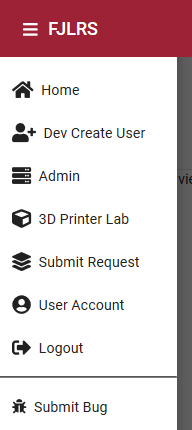 FJLRS
Home
Dev Create User
Admin
3D Printer Lab
Submit Request
User Account
Logout
Submit Bug